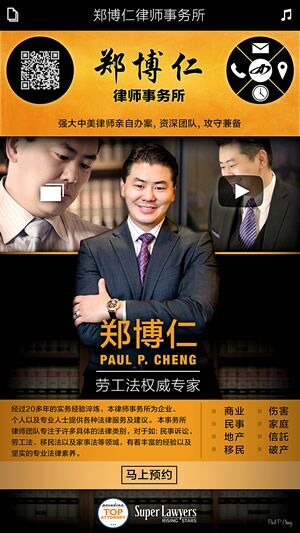 郑博仁律师事务所
郑博仁
律师事务所
强大中美律师亲自办案，资深团队，攻守兼备
郑博仁
PAUL P. CHENG
劳工法权威专家
经过20多年的实务经验淬炼，本律师事务所为企业、
个人以及专业人士提供各种法律服务及建议。本事务所
律师团队专注于许多具体的法律类别，对于如：民事诉讼、
劳工法、移民法以及家事法等领域，有着丰富的经验以及
坚实的专业法律素养。
商业 伤害
民事 家庭
地产 信託
移民 破产
马上预约
pasadena
TOP
ATTORNEY
Super Lawyers
RISING STARS
Paul P. Cheng